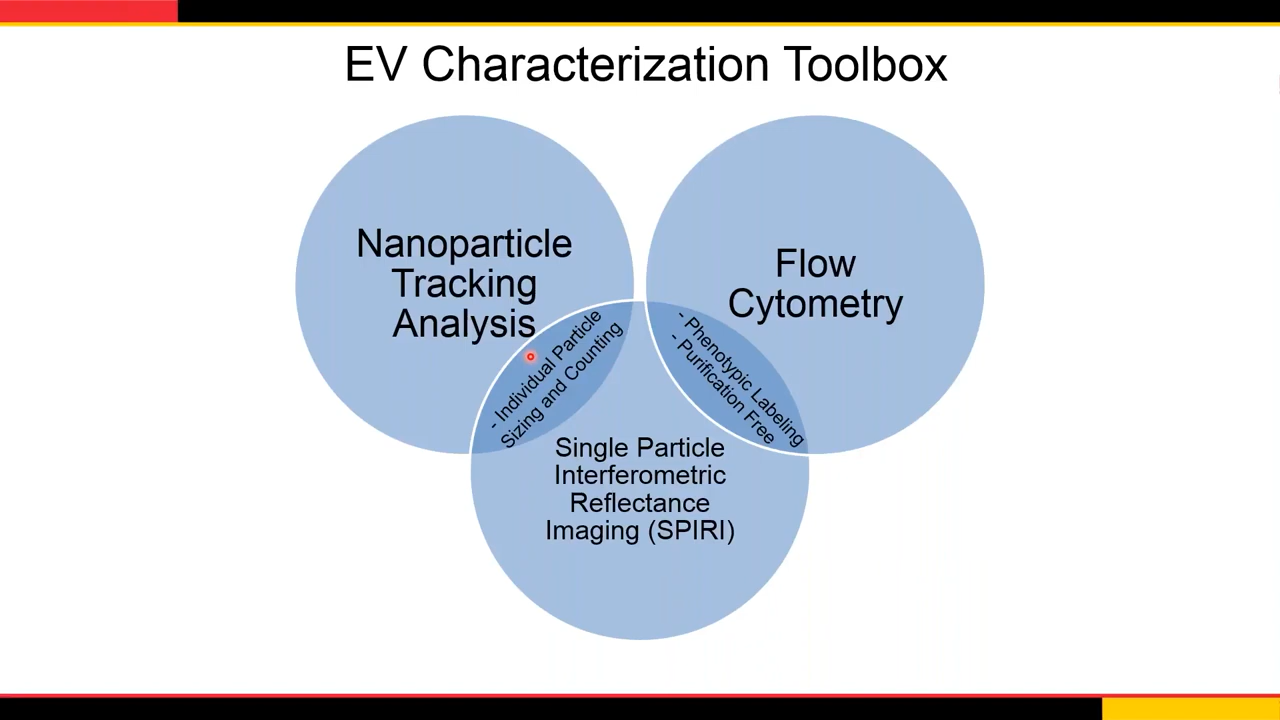 EV Characterization Toolbox
Nanoparticle
Tracking
Analysis
Flow
Cytometry
- Individual Particle
Sizing and Counting
- Phenotypic Labeling
- Purification Free
Single Particle
Interferometric
Reflectance
Imaging (SPIRI)